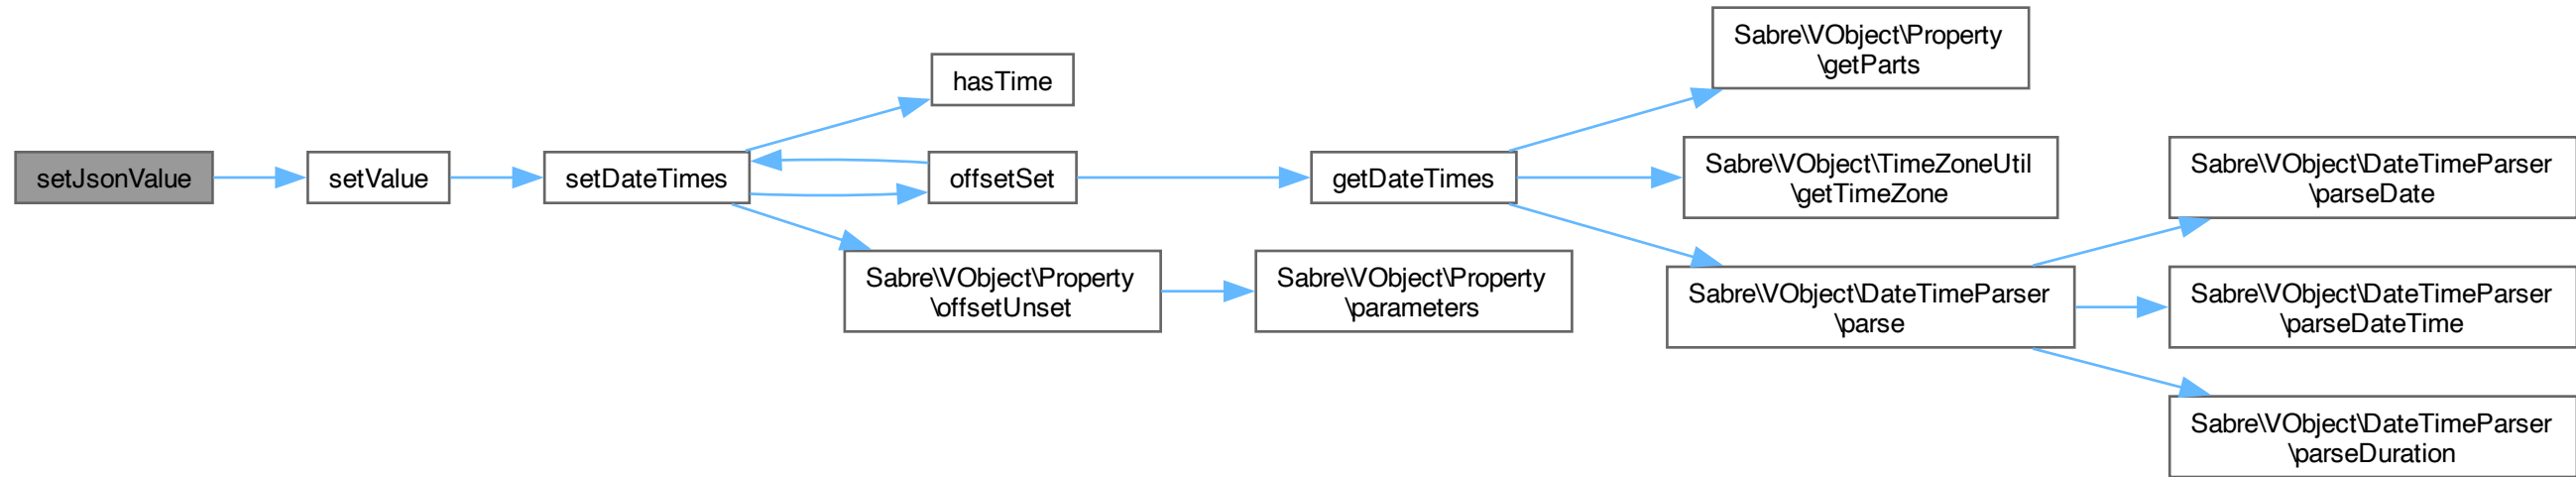 setJsonValue
setValue
setDateTimes
hasTime
offsetSet
Sabre\VObject\Property
\offsetUnset
getDateTimes
Sabre\VObject\Property
\parameters
Sabre\VObject\Property
\getParts
Sabre\VObject\TimeZoneUtil
\getTimeZone
Sabre\VObject\DateTimeParser
\parse
Sabre\VObject\DateTimeParser
\parseDate
Sabre\VObject\DateTimeParser
\parseDateTime
Sabre\VObject\DateTimeParser
\parseDuration